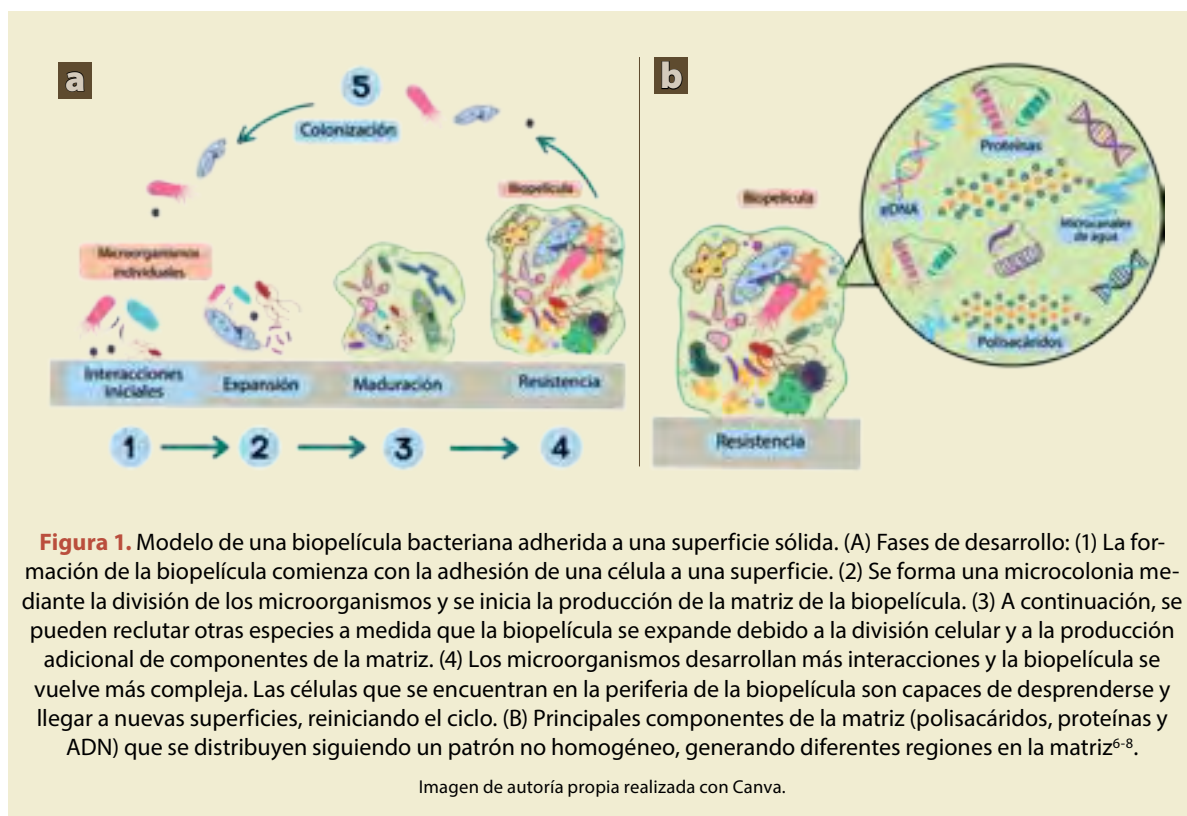 a
5
Colonización
Biopelícula
Microorganismos
individuales
Interacciones
iniciales
Expansión
Maduración
Resistencia
1
2
3
4
b
Biopelícula
Resistencia
Proteínas
eDNA
Microcanales
de agua
Polisacáridos
Figura 1. Modelo de una biopelícula bacteriana adherida a una superficie sólida. (A) Fases de desarrollo: (1) La for-
mación de la biopelícula comienza con la adhesión de una célula a una superficie. (2) Se forma una microcolonia me-
diante la división de los microorganismos y se inicia la producción de la matriz de la biopelícula. (3) A continuación, se
pueden reclutar otras especies a medida que la biopelícula se expande debido a la división celular y a la producción
adicional de componentes de la matriz. (4) Los microorganismos desarrollan más interacciones y la biopelícula se
vuelve más compleja. Las células que se encuentran en la periferia de la biopelícula son capaces de desprenderse y
llegar a nuevas superficies, reiniciando el ciclo. (B) Principales componentes de la matriz (polisacáridos, proteínas y
ADN) que se distribuyen siguiendo un patrón no homogéneo, generando diferentes regiones en la matriz⁶⁻⁸.
Imagen de autoría propia realizada con Canva.